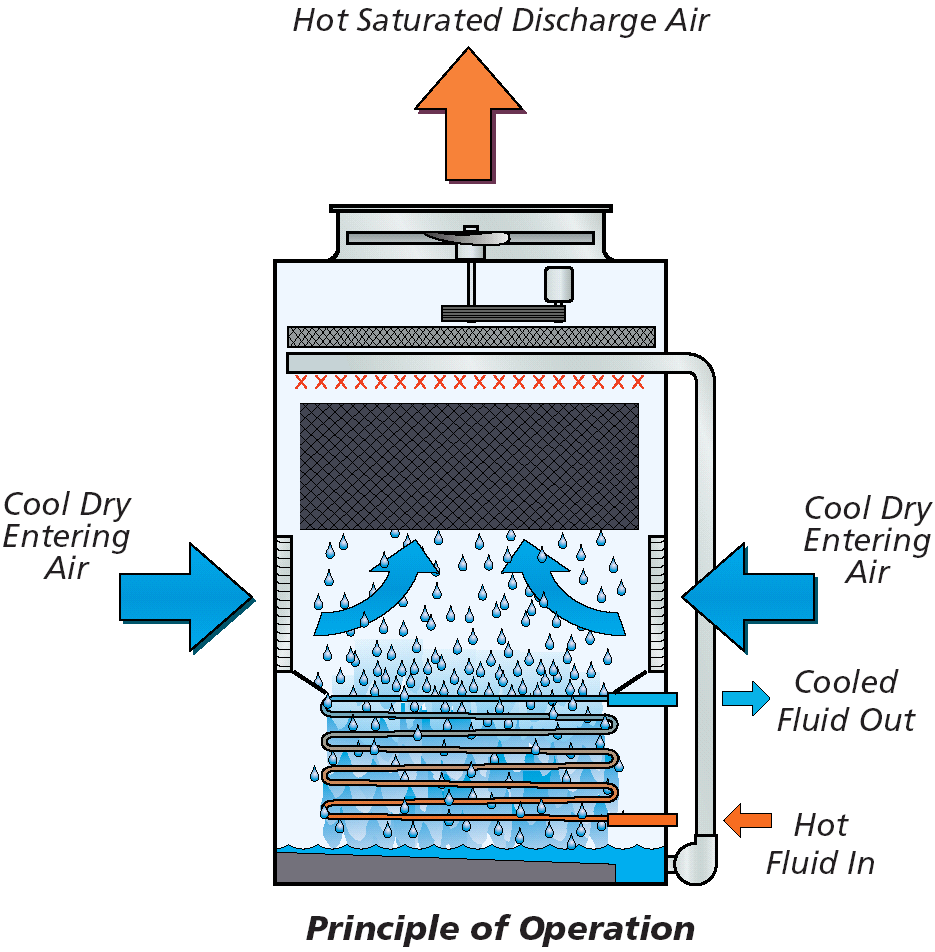 Hot Saturated Discharge Air
Cool Dry
Entering
Air
Cool Dry
Entering
Air
Cooled
Fluid Out
Hot
Fluid In
Principle of Operation